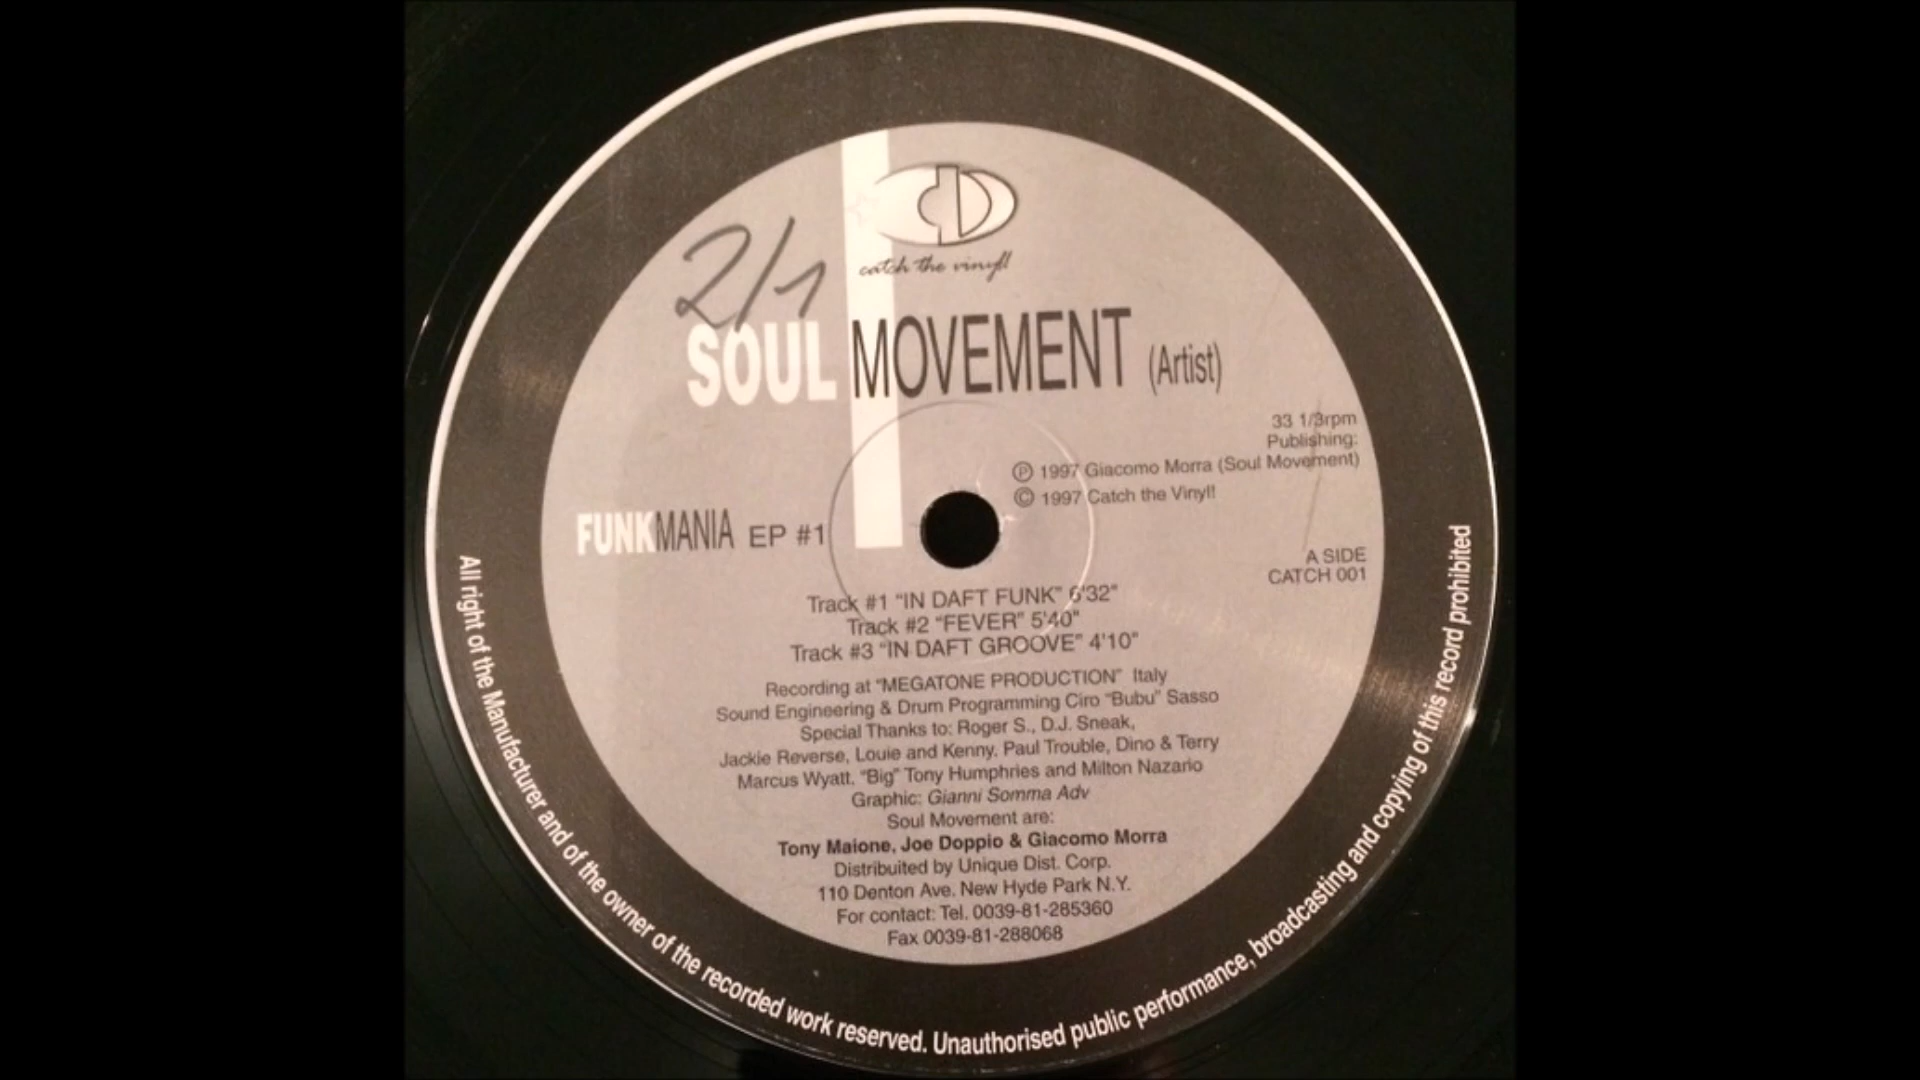 2/1
catch the vinyl!
SOUL MOVEMENT (Artist)
33 1/3rpm
Publishing:
Ⓟ 1997 Giacomo Morra (Soul Movement)
© 1997 Catch the Vinyl!
FUNKMANIA EP #1
A SIDE
CATCH 001
Track #1 "IN DAFT FUNK" 6'32"
Track #2 "FEVER" 5'40"
Track #3 "IN DAFT GROOVE" 4'10"
Recording at "MEGATONE PRODUCTION" Italy
Sound Engineering & Drum Programming Ciro "Bubu" Sasso
Special Thanks to: Roger S., D.J. Sneak,
Jackie Reverse, Louie and Kenny, Paul Trouble, Dino & Terry
Marcus Wyatt, "Big" Tony Humphries and Milton Nazario
Graphic: Gianni Somma Adv
Soul Movement are:
Tony Maione, Joe Doppio & Giacomo Morra
Distribuited by Unique Dist. Corp.
110 Denton Ave. New Hyde Park N.Y.
For contact: Tel. 0039-81-285360
Fax 0039-81-288068
All right of the Manufacturer and of the owner of the recorded work reserved. Unauthorised public performance, broadcasting and copying of this record prohibited